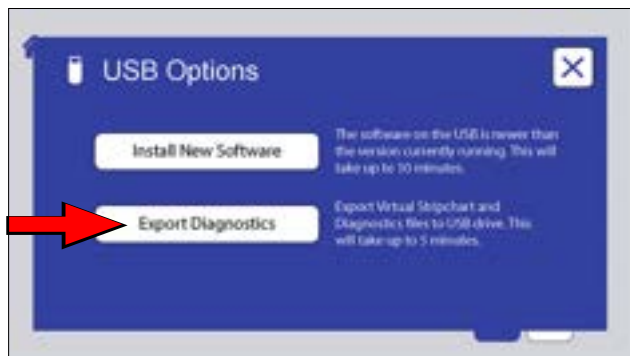 USB Options
Install New Software
The software on the USB is newer than
the version currently running. This will
take up to 10 minutes.
Export Diagnostics
Export Virtual Stripchart and
Diagnostics files to USB drive. This
will take up to 5 minutes.